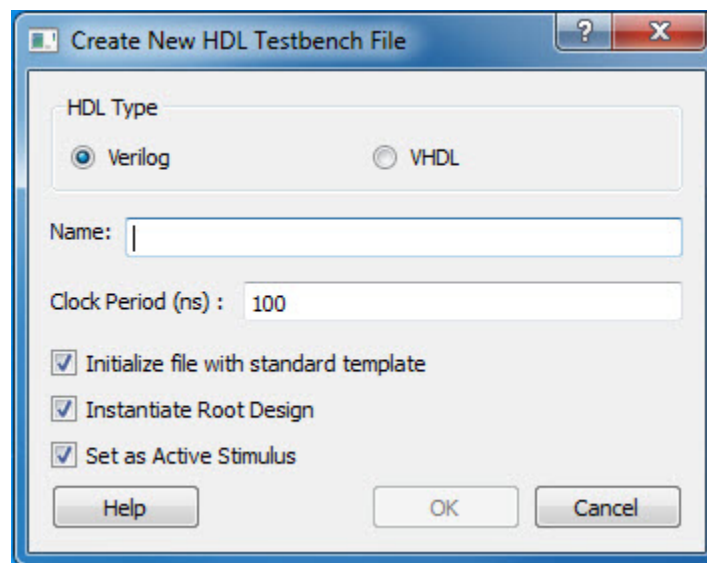 Create New HDL Testbench File
HDL Type
Verilog VHDL
Name:
Clock Period (ns) : 100
Initialize file with standard template
Instantiate Root Design
Set as Active Stimulus
Help OK Cancel